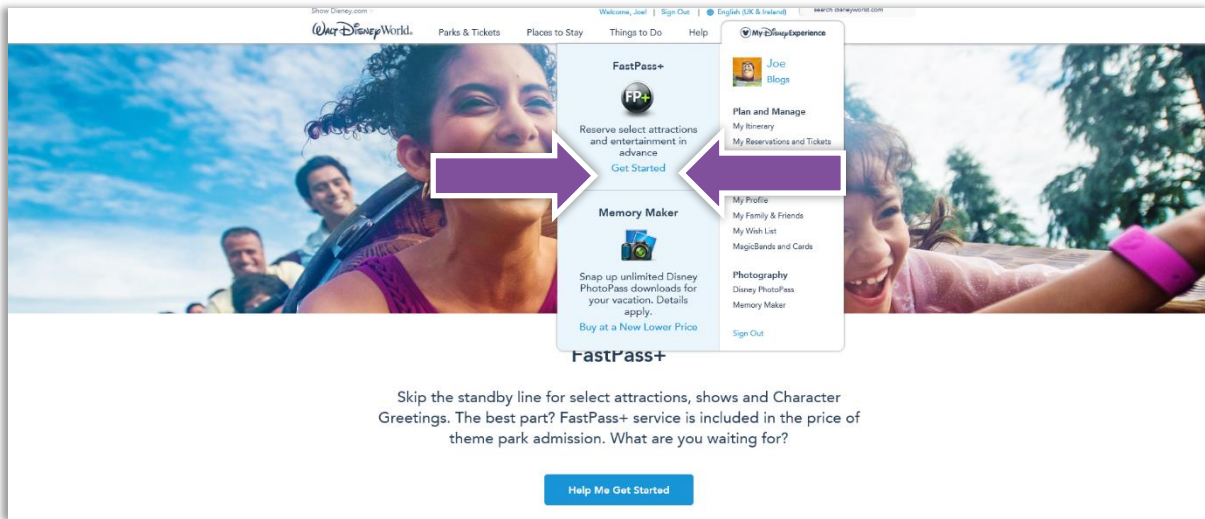 Show Disney.com
Welcome, Joe! | Sign Out | English (UK & Ireland)
search disneyworld.com
Walt Disney World.
Parks & Tickets
Places to Stay
Things to Do
Help
My Disney Experience
FastPass+
FP+
Reserve select attractions
and entertainment in
advance
Get Started
Memory Maker
Snap up unlimited Disney
PhotoPass downloads for
your vacation. Details
apply.
Buy at a New Lower Price
Joe
Blogs
Plan and Manage
My Itinerary
My Reservations and Tickets
My Profile
My Family & Friends
My Wish List
MagicBands and Cards
Photography
Disney PhotoPass
Memory Maker
Sign Out
FastPass+
Skip the standby line for select attractions, shows and Character
Greetings. The best part? FastPass+ service is included in the price of
theme park admission. What are you waiting for?
Help Me Get Started